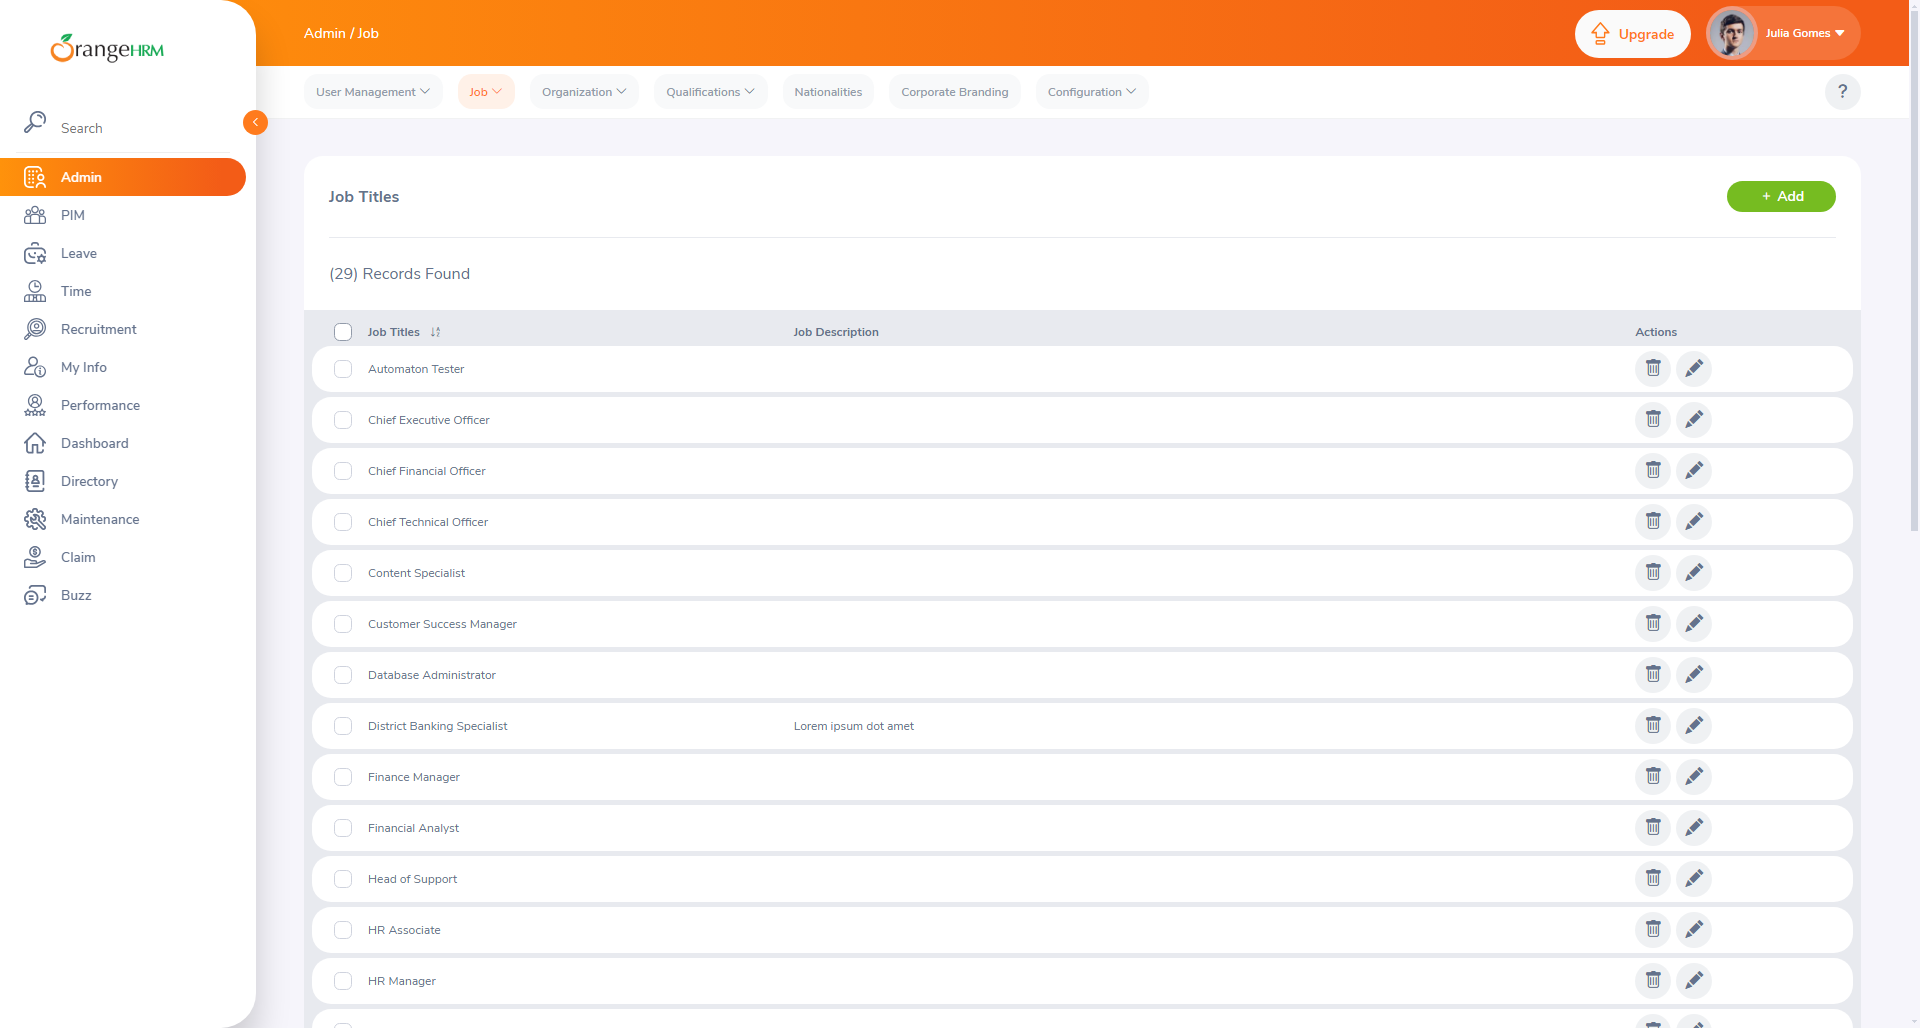 OrangeHRM
Admin / Job
Upgrade
Julia Gomes
User Management
Job
Organization
Qualifications
Nationalities
Corporate Branding
Configuration
?
Search
Admin
PIM
Leave
Time
Recruitment
My Info
Performance
Dashboard
Directory
Maintenance
Claim
Buzz
Job Titles
+ Add
(29) Records Found
Job Titles
Job Description
Actions
Automaton Tester
Chief Executive Officer
Chief Financial Officer
Chief Technical Officer
Content Specialist
Customer Success Manager
Database Administrator
District Banking Specialist
Lorem ipsum dot amet
Finance Manager
Financial Analyst
Head of Support
HR Associate
HR Manager